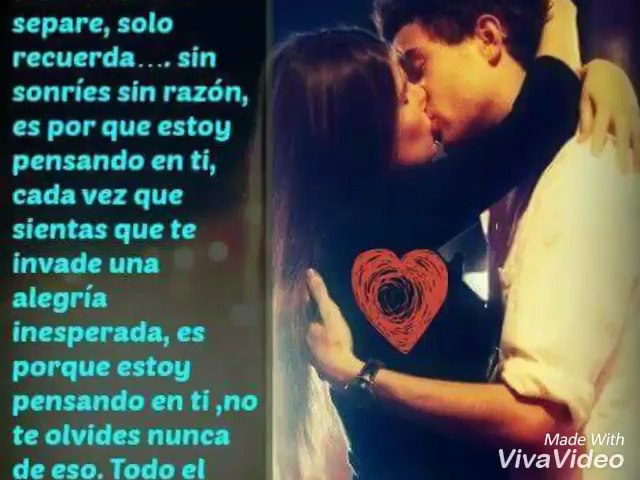 separe, solo
recuerda.... sin
sonríes sin razón,
es por que estoy
pensando en ti,
cada vez que
sientas que te
invade una
alegría
inesperada, es
porque estoy
pensando en ti ,no
te olvides nunca
de eso. Todo el
Made With
VivaVideo